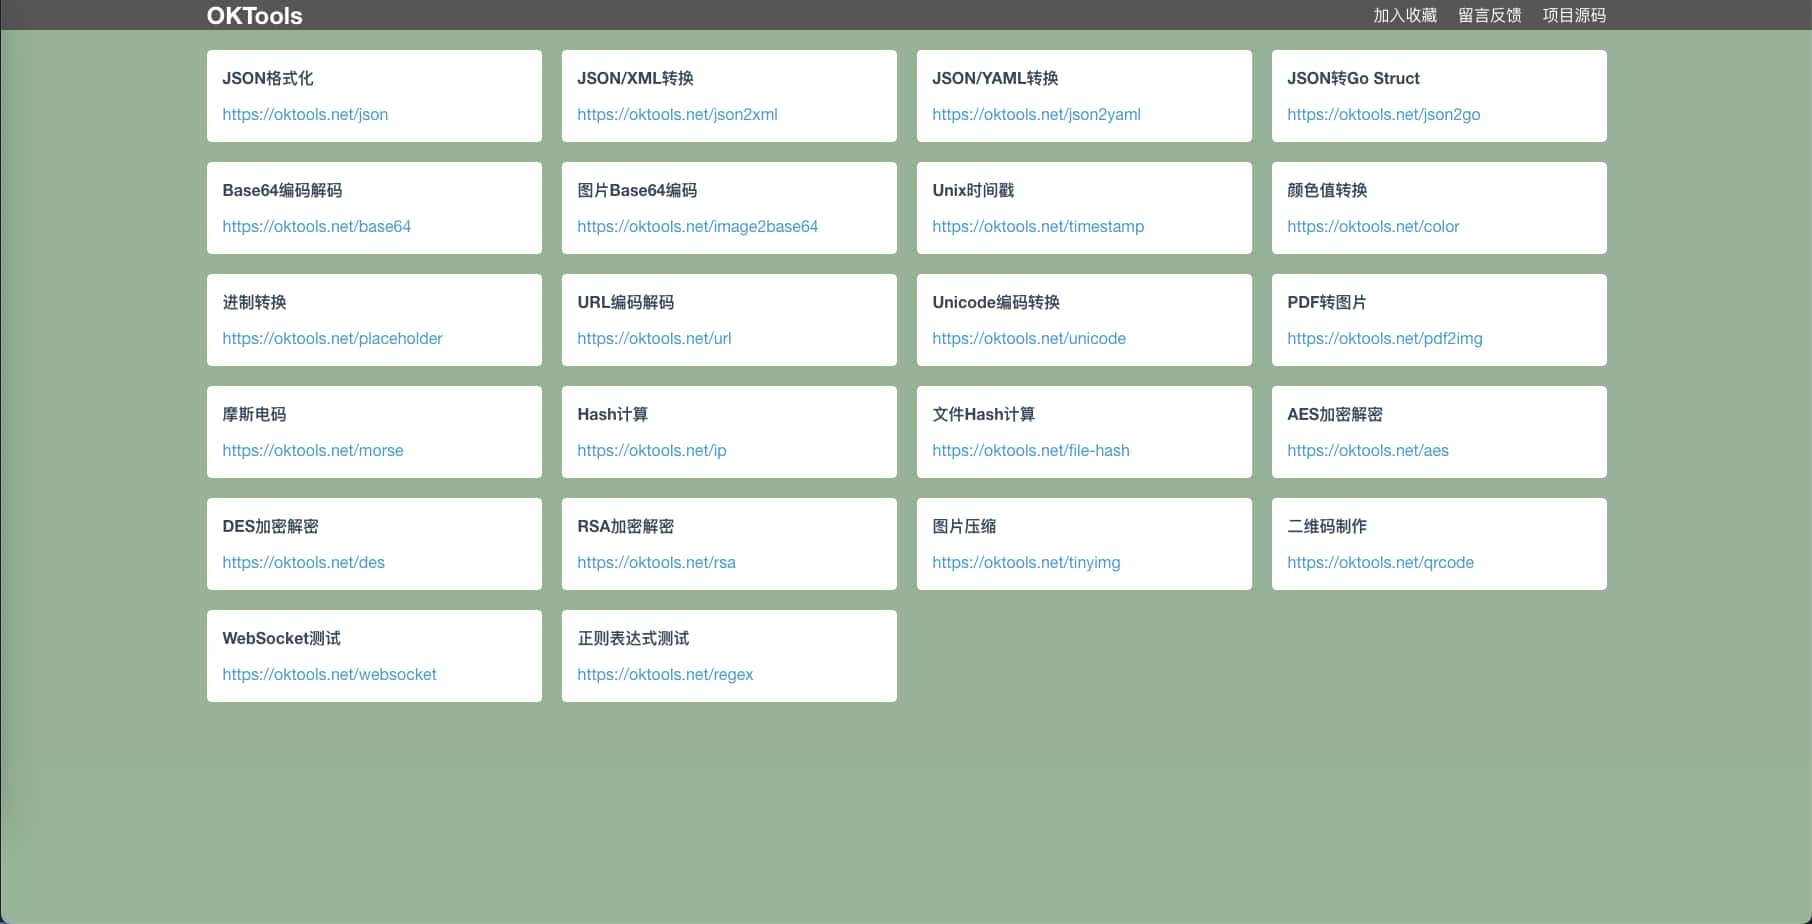 OKTools
加入收藏 留言反馈 项目源码
JSON格式化
https://oktools.net/json
JSON/XML转换
https://oktools.net/json2xml
JSON/YAML转换
https://oktools.net/json2yaml
JSON转Go Struct
https://oktools.net/json2go
Base64编码解码
https://oktools.net/base64
图片Base64编码
https://oktools.net/image2base64
Unix时间戳
https://oktools.net/timestamp
颜色值转换
https://oktools.net/color
进制转换
https://oktools.net/placeholder
URL编码解码
https://oktools.net/url
Unicode编码转换
https://oktools.net/unicode
PDF转图片
https://oktools.net/pdf2img
摩斯电码
https://oktools.net/morse
Hash计算
https://oktools.net/ip
文件Hash计算
https://oktools.net/file-hash
AES加密解密
https://oktools.net/aes
DES加密解密
https://oktools.net/des
RSA加密解密
https://oktools.net/rsa
图片压缩
https://oktools.net/tinyimg
二维码制作
https://oktools.net/qrcode
WebSocket测试
https://oktools.net/websocket
正则表达式测试
https://oktools.net/regex